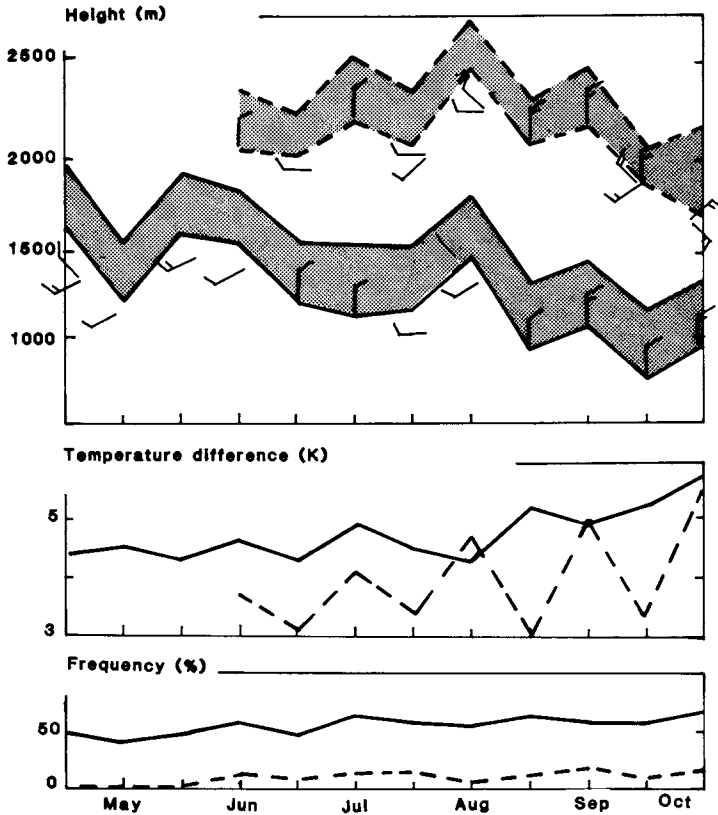 Height (m)
2500
2000
1500
1000
Temperature difference (K)
5
3
Frequency (%)
50
0
May Jun Jul Aug Sep Oct